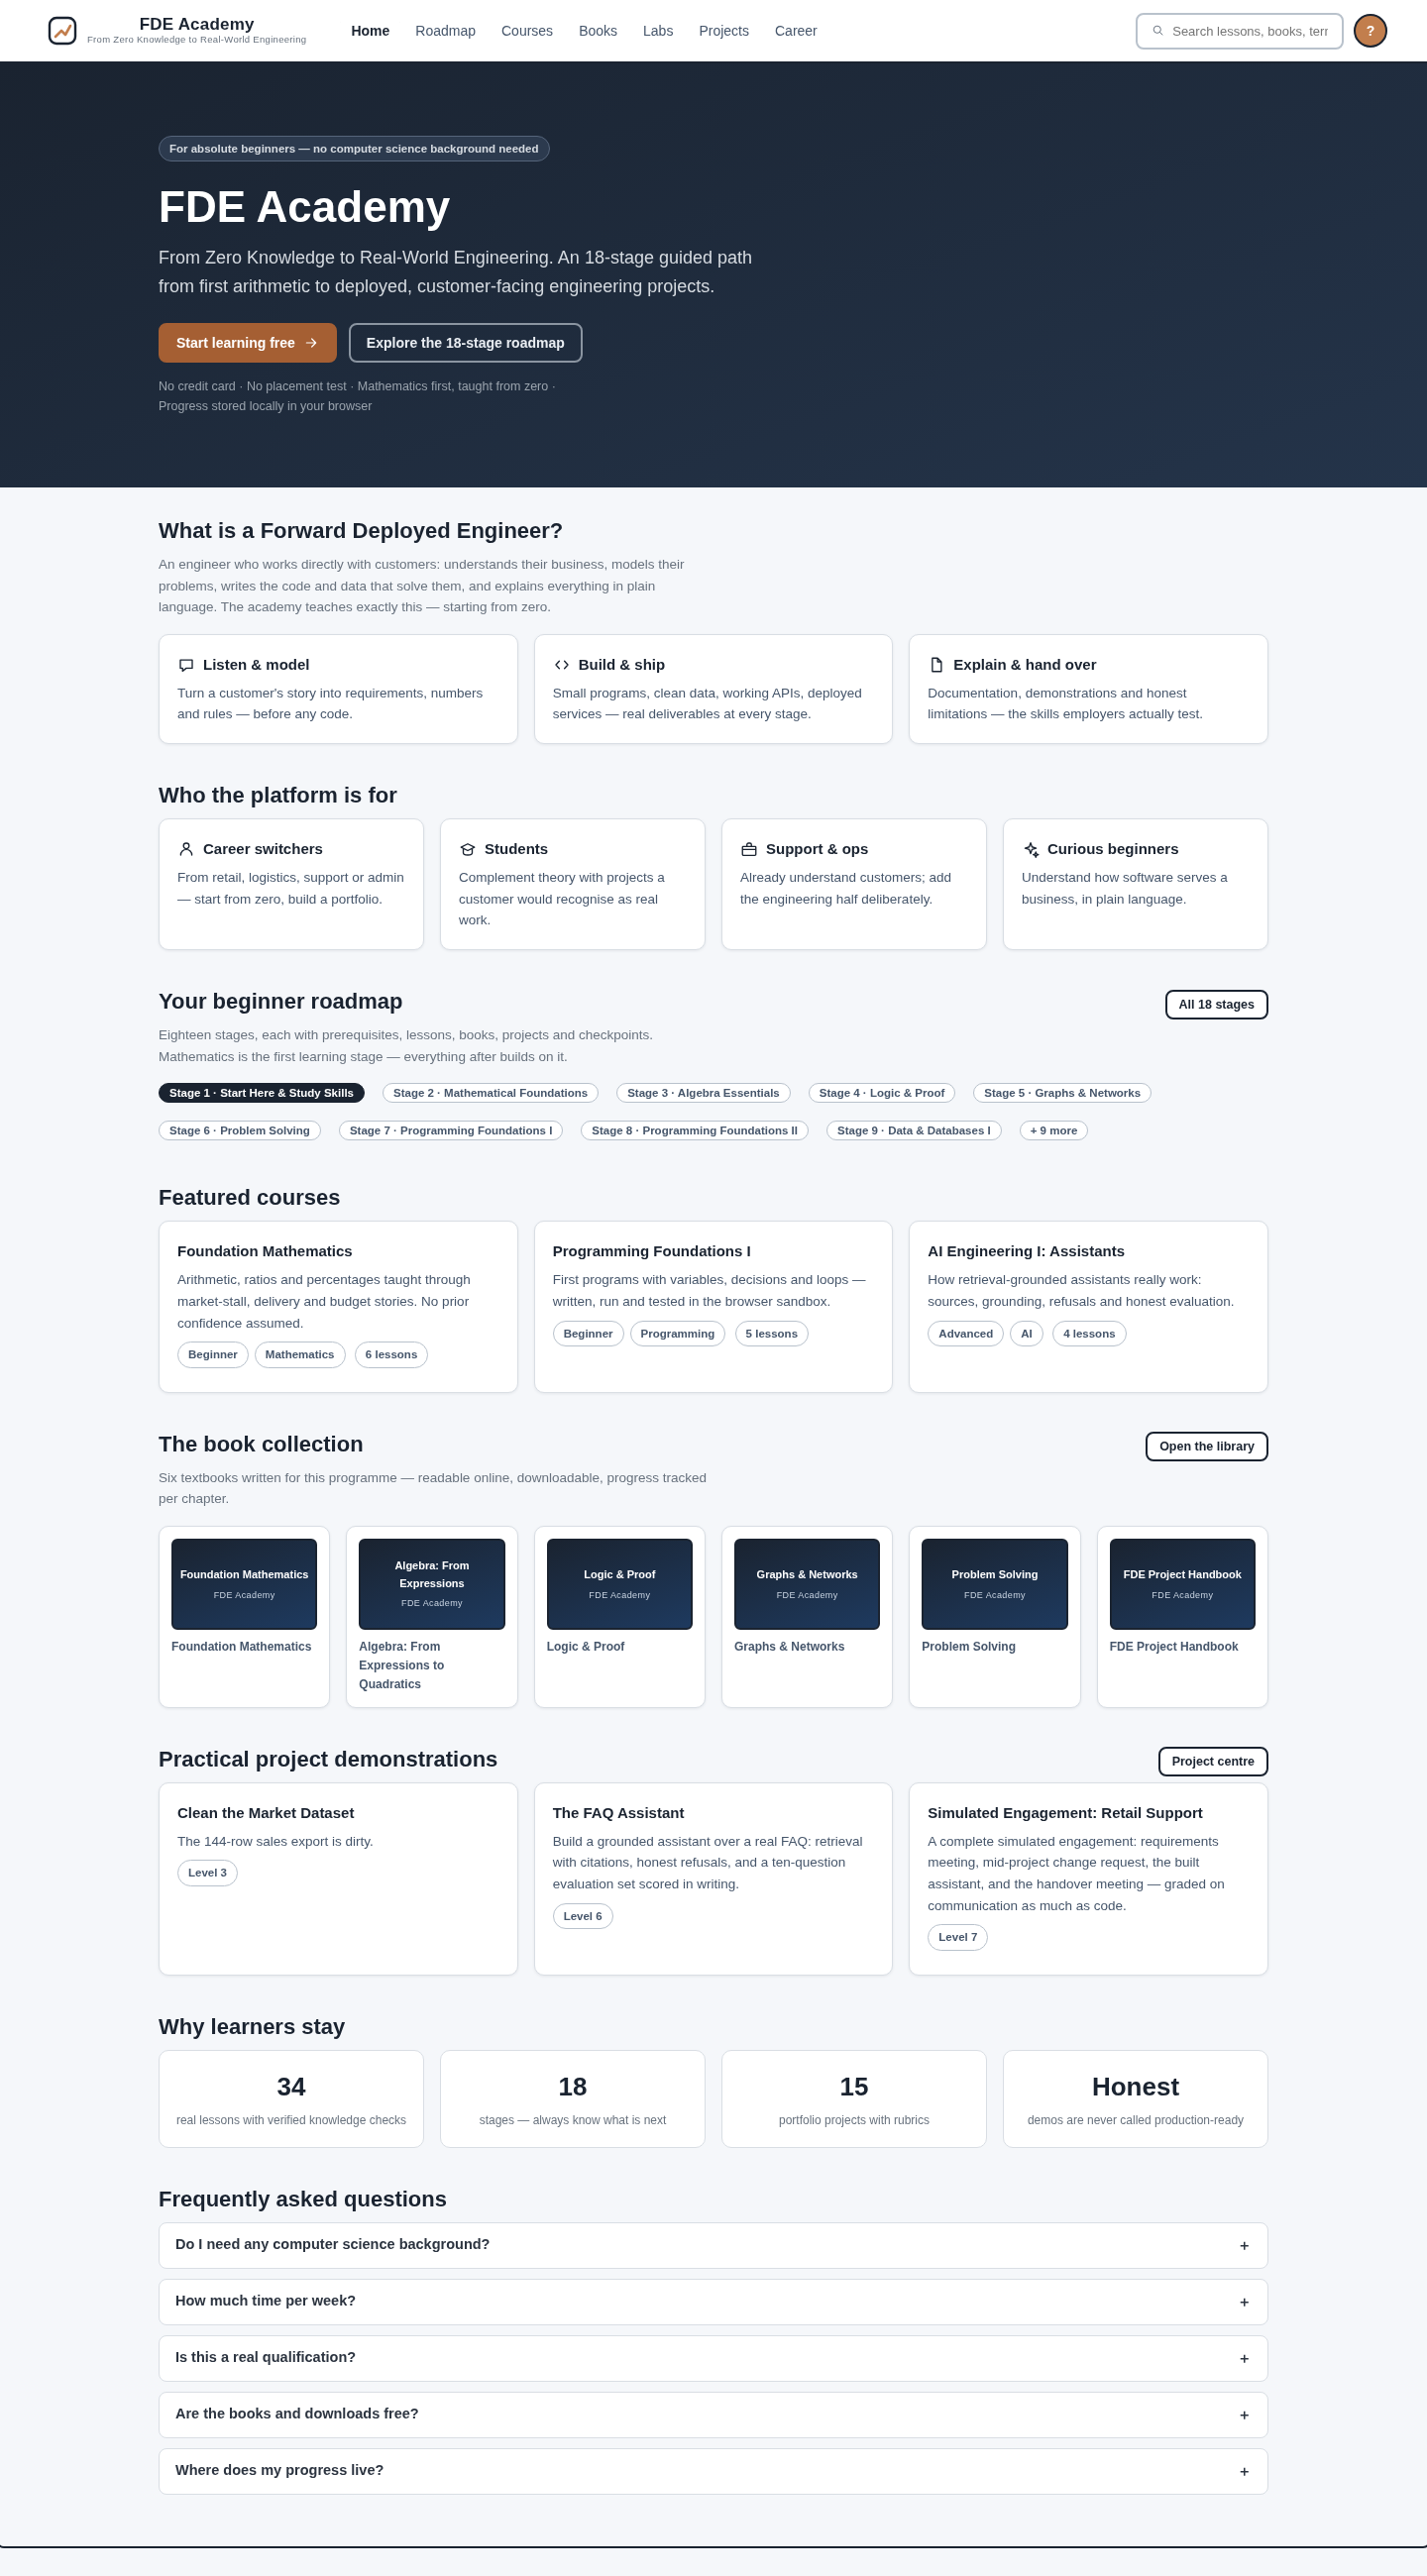 FDE Academy
From Zero Knowledge to Real-World Engineering
Home Roadmap Courses Books Labs Projects Career
Search lessons, books, terr
?
For absolute beginners — no computer science background needed
FDE Academy
From Zero Knowledge to Real-World Engineering. An 18-stage guided path
from first arithmetic to deployed, customer-facing engineering projects.
Start learning free →
Explore the 18-stage roadmap
No credit card · No placement test · Mathematics first, taught from zero ·
Progress stored locally in your browser
What is a Forward Deployed Engineer?
An engineer who works directly with customers: understands their business, models their
problems, writes the code and data that solve them, and explains everything in plain
language. The academy teaches exactly this — starting from zero.
Listen & model
Turn a customer's story into requirements, numbers
and rules — before any code.
Build & ship
Small programs, clean data, working APIs, deployed
services — real deliverables at every stage.
Explain & hand over
Documentation, demonstrations and honest
limitations — the skills employers actually test.
Who the platform is for
Career switchers
From retail, logistics, support or admin
— start from zero, build a portfolio.
Students
Complement theory with projects a
customer would recognise as real
work.
Support & ops
Already understand customers; add
the engineering half deliberately.
Curious beginners
Understand how software serves a
business, in plain language.
Your beginner roadmap
All 18 stages
Eighteen stages, each with prerequisites, lessons, books, projects and checkpoints.
Mathematics is the first learning stage — everything after builds on it.
Stage 1 · Start Here & Study Skills
Stage 2 · Mathematical Foundations
Stage 3 · Algebra Essentials
Stage 4 · Logic & Proof
Stage 5 · Graphs & Networks
Stage 6 · Problem Solving
Stage 7 · Programming Foundations I
Stage 8 · Programming Foundations II
Stage 9 · Data & Databases I
+ 9 more
Featured courses
Foundation Mathematics
Arithmetic, ratios and percentages taught through
market-stall, delivery and budget stories. No prior
confidence assumed.
Beginner Mathematics 6 lessons
Programming Foundations I
First programs with variables, decisions and loops —
written, run and tested in the browser sandbox.
Beginner Programming 5 lessons
AI Engineering I: Assistants
How retrieval-grounded assistants really work:
sources, grounding, refusals and honest evaluation.
Advanced AI 4 lessons
The book collection
Open the library
Six textbooks written for this programme — readable online, downloadable, progress tracked
per chapter.
Foundation Mathematics
FDE Academy
Foundation Mathematics
Algebra: From
Expressions
FDE Academy
Algebra: From
Expressions to
Quadratics
Logic & Proof
FDE Academy
Logic & Proof
Graphs & Networks
FDE Academy
Graphs & Networks
Problem Solving
FDE Academy
Problem Solving
FDE Project Handbook
FDE Academy
FDE Project Handbook
Practical project demonstrations
Project centre
Clean the Market Dataset
The 144-row sales export is dirty.
Level 3
The FAQ Assistant
Build a grounded assistant over a real FAQ: retrieval
with citations, honest refusals, and a ten-question
evaluation set scored in writing.
Level 6
Simulated Engagement: Retail Support
A complete simulated engagement: requirements
meeting, mid-project change request, the built
assistant, and the handover meeting — graded on
communication as much as code.
Level 7
Why learners stay
34
real lessons with verified knowledge checks
18
stages — always know what is next
15
portfolio projects with rubrics
Honest
demos are never called production-ready
Frequently asked questions
Do I need any computer science background? +
How much time per week? +
Is this a real qualification? +
Are the books and downloads free? +
Where does my progress live? +